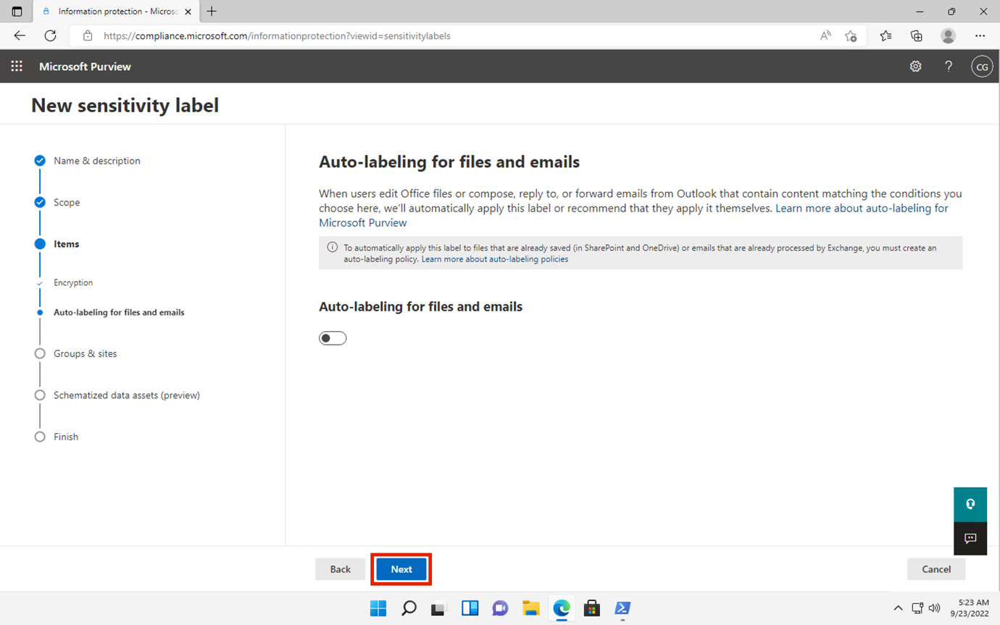 Information protection - Microsc
https://compliance.microsoft.com/informationprotection?viewid=sensitivitylabels
Microsoft Purview
?
CG
New sensitivity label
Name & description
Scope
Items
Encryption
Auto-labeling for files and emails
Groups & sites
Schematized data assets (preview)
Finish
Auto-labeling for files and emails
When users edit Office files or compose, reply to, or forward emails from Outlook that contain content matching the conditions you
choose here, we'll automatically apply this label or recommend that they apply it themselves. Learn more about auto-labeling for
Microsoft Purview
To automatically apply this label to files that are already saved (in SharePoint and OneDrive) or emails that are already processed by Exchange, you must create an
auto-labeling policy. Learn more about auto-labeling policies
Auto-labeling for files and emails
Back
Next
Cancel
5:23 AM
9/23/2022